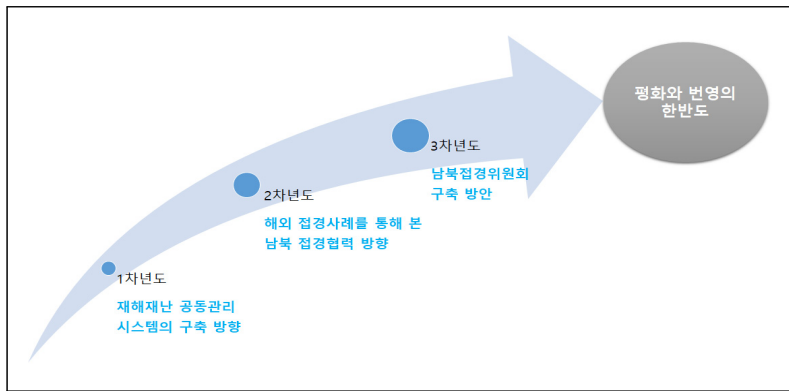 평화와 번영의
한반도
3차년도
남북접경위원회
구축 방안
2차년도
해외 접경사례를 통해 본
남북 접경협력 방향
1차년도
재해재난 공동관리
시스템의 구축 방향